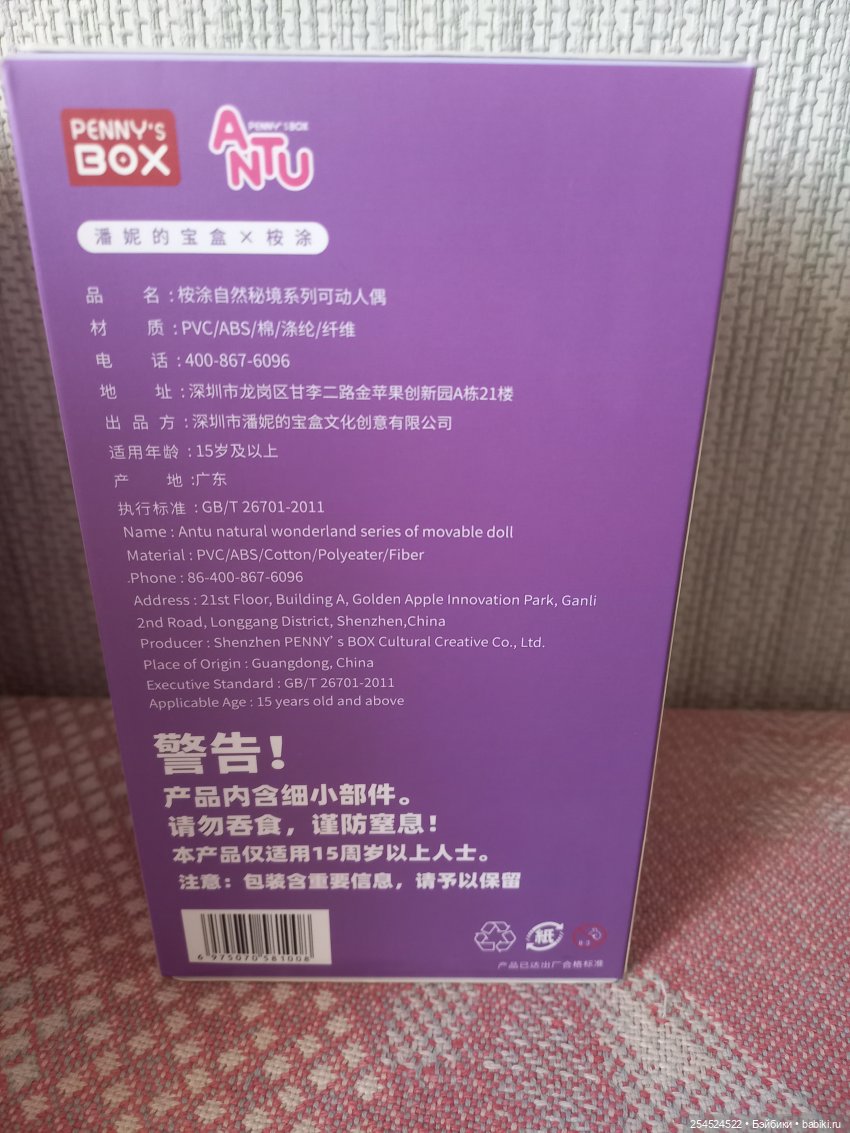 PENNY'S
BOX
PENNY'S BOX
ANTU
潘妮的宝盒×桉涂
品名:桉涂自然秘境系列可动人偶
材质:PVC/ABS/棉/涤纶/纤维
电话:400-867-6096
地址:深圳市龙岗区甘李二路金苹果创新园A栋21楼
出品方:深圳市潘妮的宝盒文化创意有限公司
适用年龄:15岁及以上
产地:广东
执行标准:GB/T 26701-2011
Name : Antu natural wonderland series of movable doll
Material : PVC/ABS/Cotton/Polyeater/Fiber
.Phone : 86-400-867-6096
Address : 21st Floor, Building A, Golden Apple Innovation Park, Ganli
2nd Road, Longgang District, Shenzhen,China
Producer : Shenzhen PENNY' s BOX Cultural Creative Co., Ltd.
Place of Origin : Guangdong, China
Executive Standard : GB/T 26701-2011
Applicable Age : 15 years old and above
警告!
产品内含细小部件。
请勿吞食,谨防窒息!
本产品仅适用15周岁以上人士。
注意:包装含重要信息,请予以保留
6 975070 581008
紙
0-3
产品已达出厂合格标准
254524522 • Бэйбики • babiki.ru